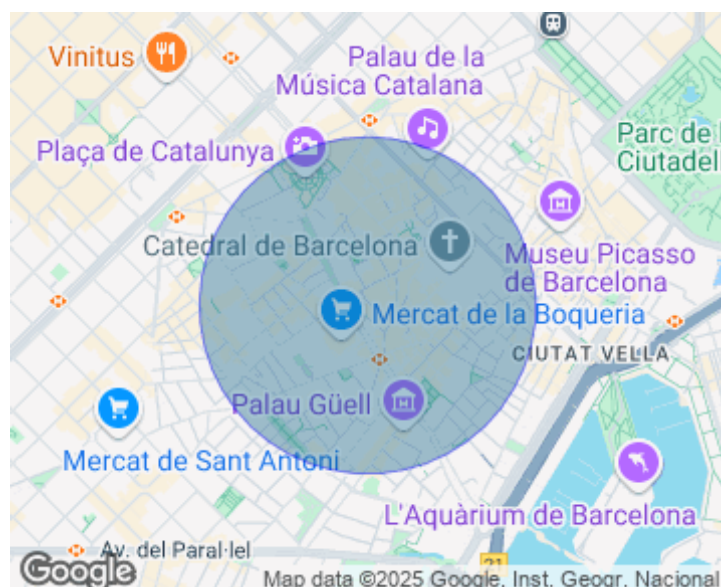 Vinitus
Palau de la
Música Catalana
Plaça de Catalunya
Parc de
Ciutadel
Catedral de Barcelona
Museu Picasso
de Barcelona
Mercat de la Boqueria
CIUTAT VELLA
Palau Güell
Mercat de Sant Antoni
L'Aquàrium de Barcelona
Av. del Paral·lel
21
Google
Map data ©2025 Google, Inst. Geogr. Nacional